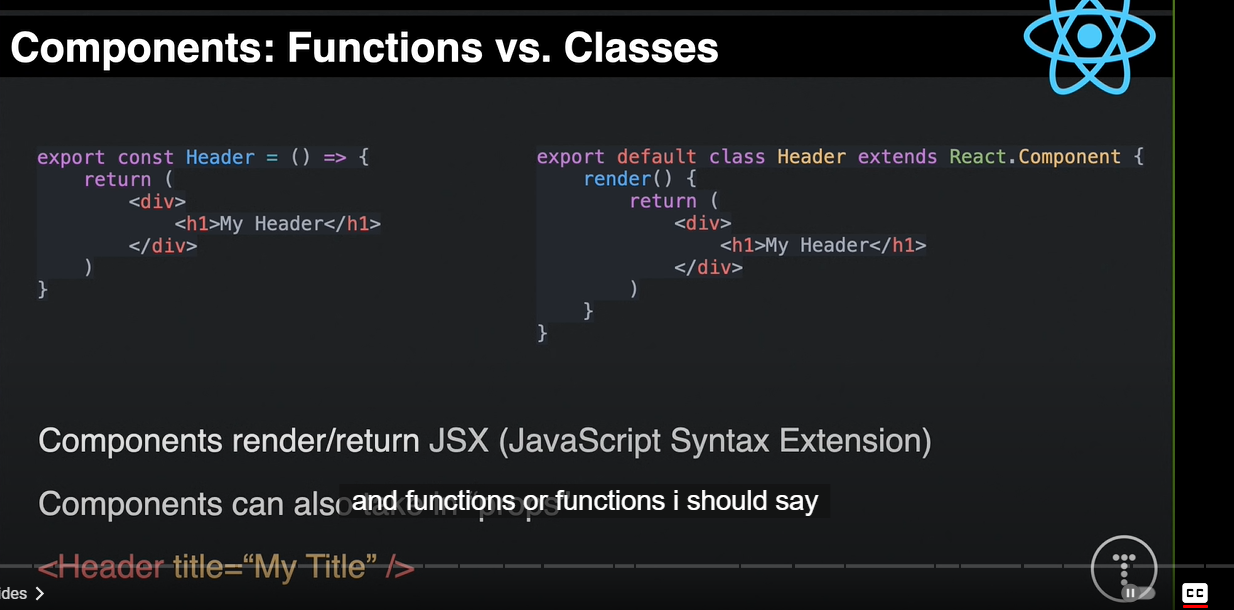 Components: Functions vs. Classes
export const Header = () => {
return (
<div>
<h1>My Header</h1>
</div>
)
}
export default class Header extends React.Component {
render() {
return (
<div>
<h1>My Header</h1>
</div>
)
}
}
Components render/return JSX (JavaScript Syntax Extension)
Components can also take in “props”
and functions or functions i should say
<Header title=“My Title” />
ides >
CC